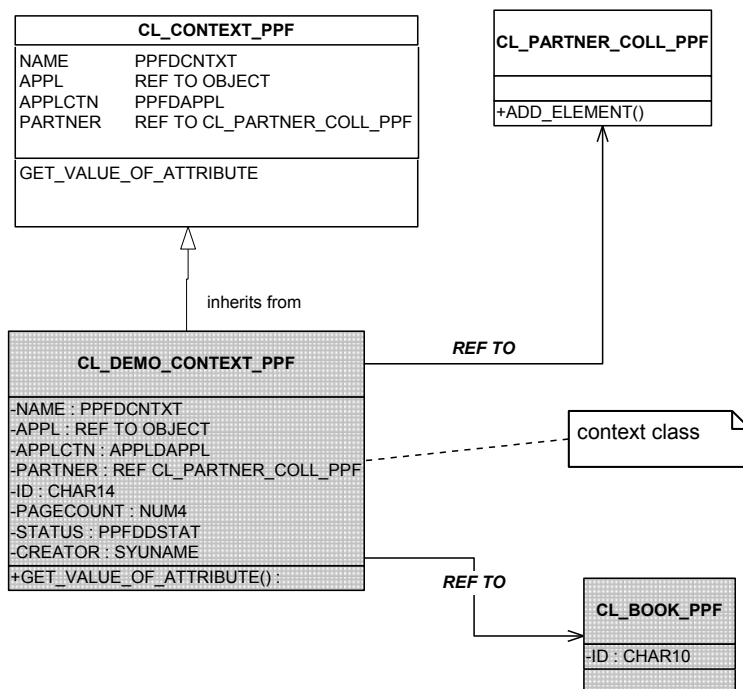 CL_CONTEXT_PPF
NAME PPFDCNTXT
APPL REF TO OBJECT
APPLCTN PPFDAPPL
PARTNER REF TO CL_PARTNER_COLL_PPF
GET_VALUE_OF_ATTRIBUTE
CL_PARTNER_COLL_PPF
+ADD_ELEMENT()
inherits from
CL_DEMO_CONTEXT_PPF
-NAME : PPFDCNTXT
-APPL : REF TO OBJECT
-APPLCTN : APPLDAPPL
-PARTNER : REF CL_PARTNER_COLL_PPF
-ID : CHAR14
-PAGECOUNT : NUM4
-STATUS : PPFDDSTAT
-CREATOR : SYUNAME
+GET_VALUE_OF_ATTRIBUTE() :
REF TO
context class
REF TO
CL_BOOK_PPF
-ID : CHAR10